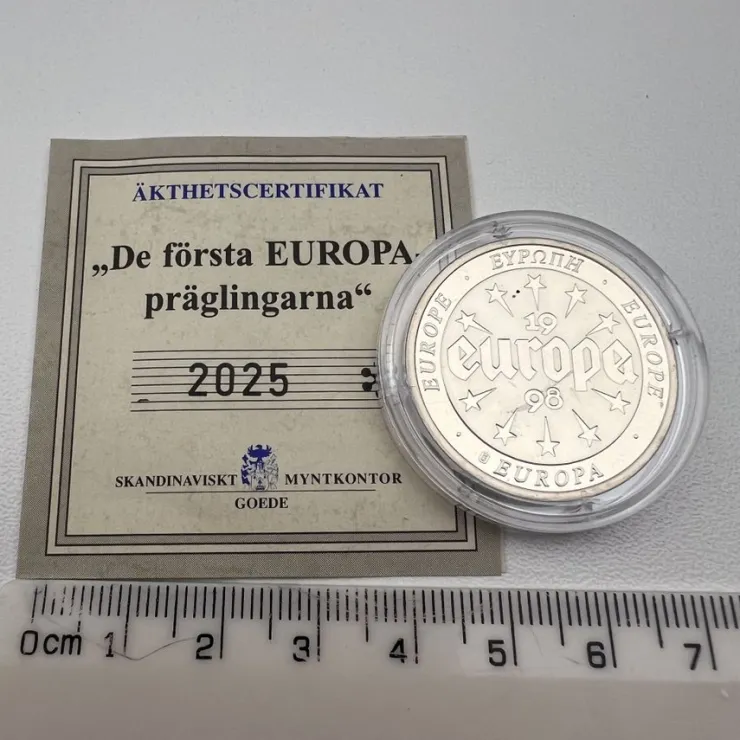 ÄKTHETSCERTIFIKAT
„De första EUROPA-
präglingarna“
2025
SKANDINAVISKT MYNTKONTOR
GOEDE
EUROPE · ΕΥΡΩΠΗ · EUROPE
19
europa
98
EUROPA
0cm 1 2 3 4 5 6 7